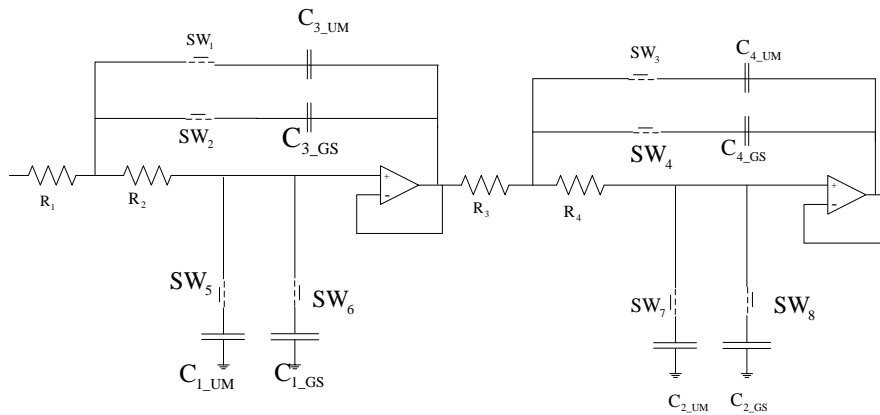 C3_UM
SW1
SW2
C3_GS
R1
R2
+
-
SW5
SW6
C1_UM
C1_GS
C4_UM
SW3
SW4
C4_GS
R3
R4
+
-
SW7
SW8
C2_UM
C2_GS